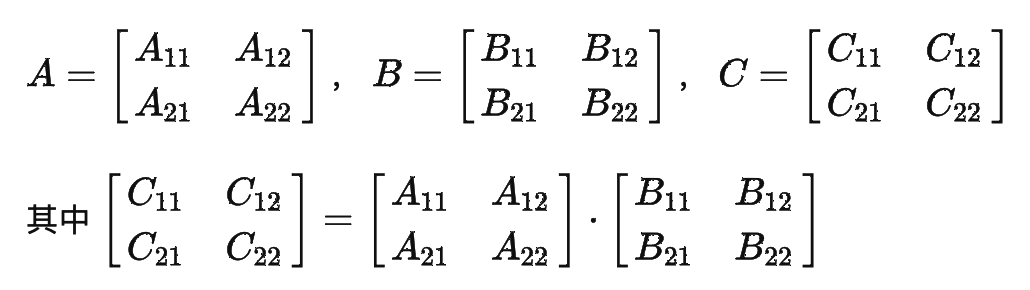 A = [ A₁₁ A₁₂ ; A₂₁ A₂₂ ] , B = [ B₁₁ B₁₂ ; B₂₁ B₂₂ ] , C = [ C₁₁ C₁₂ ; C₂₁ C₂₂ ]
其中 [ C₁₁ C₁₂ ; C₂₁ C₂₂ ] = [ A₁₁ A₁₂ ; A₂₁ A₂₂ ] · [ B₁₁ B₁₂ ; B₂₁ B₂₂ ]